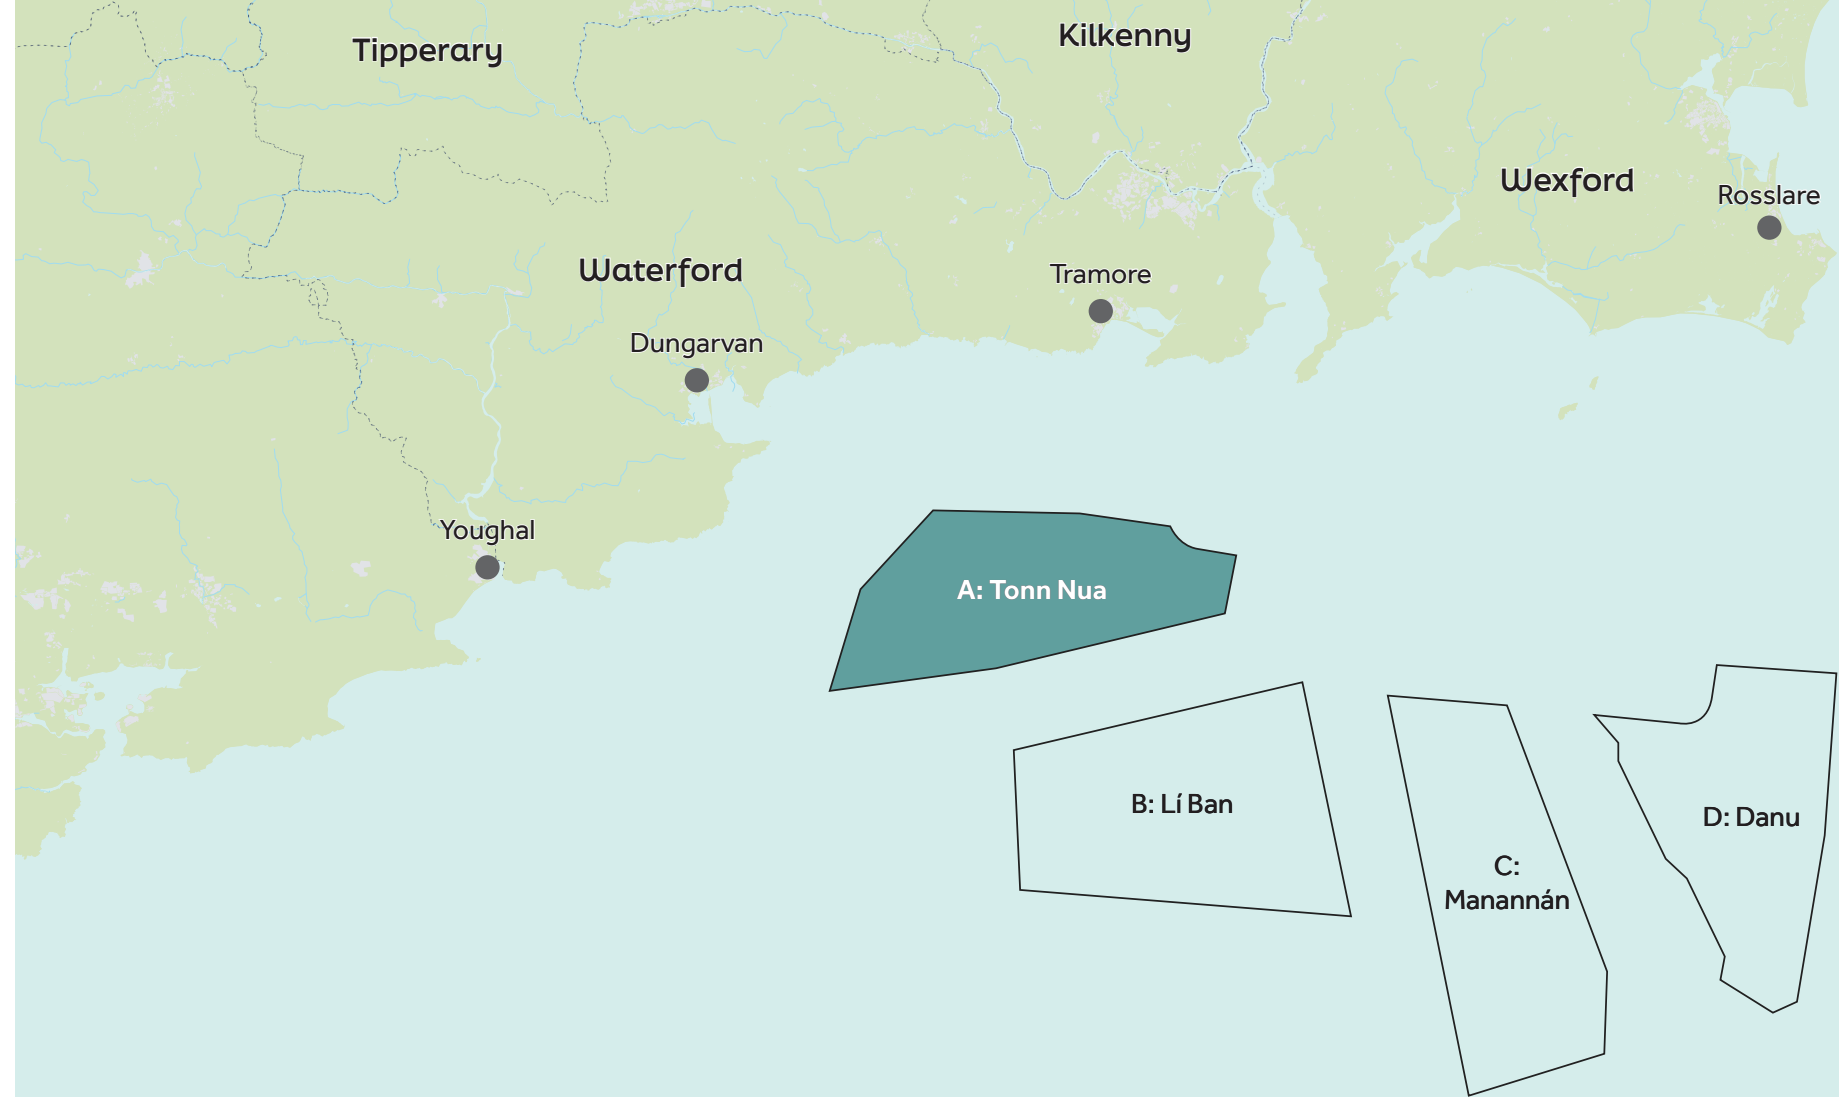 Kilkenny
Tipperary
Wexford
Rosslare
Waterford
Tramore
Dungarvan
Youghal
A: Tonn Nua
B: Lí Ban
D: Danu
C:
Manannán